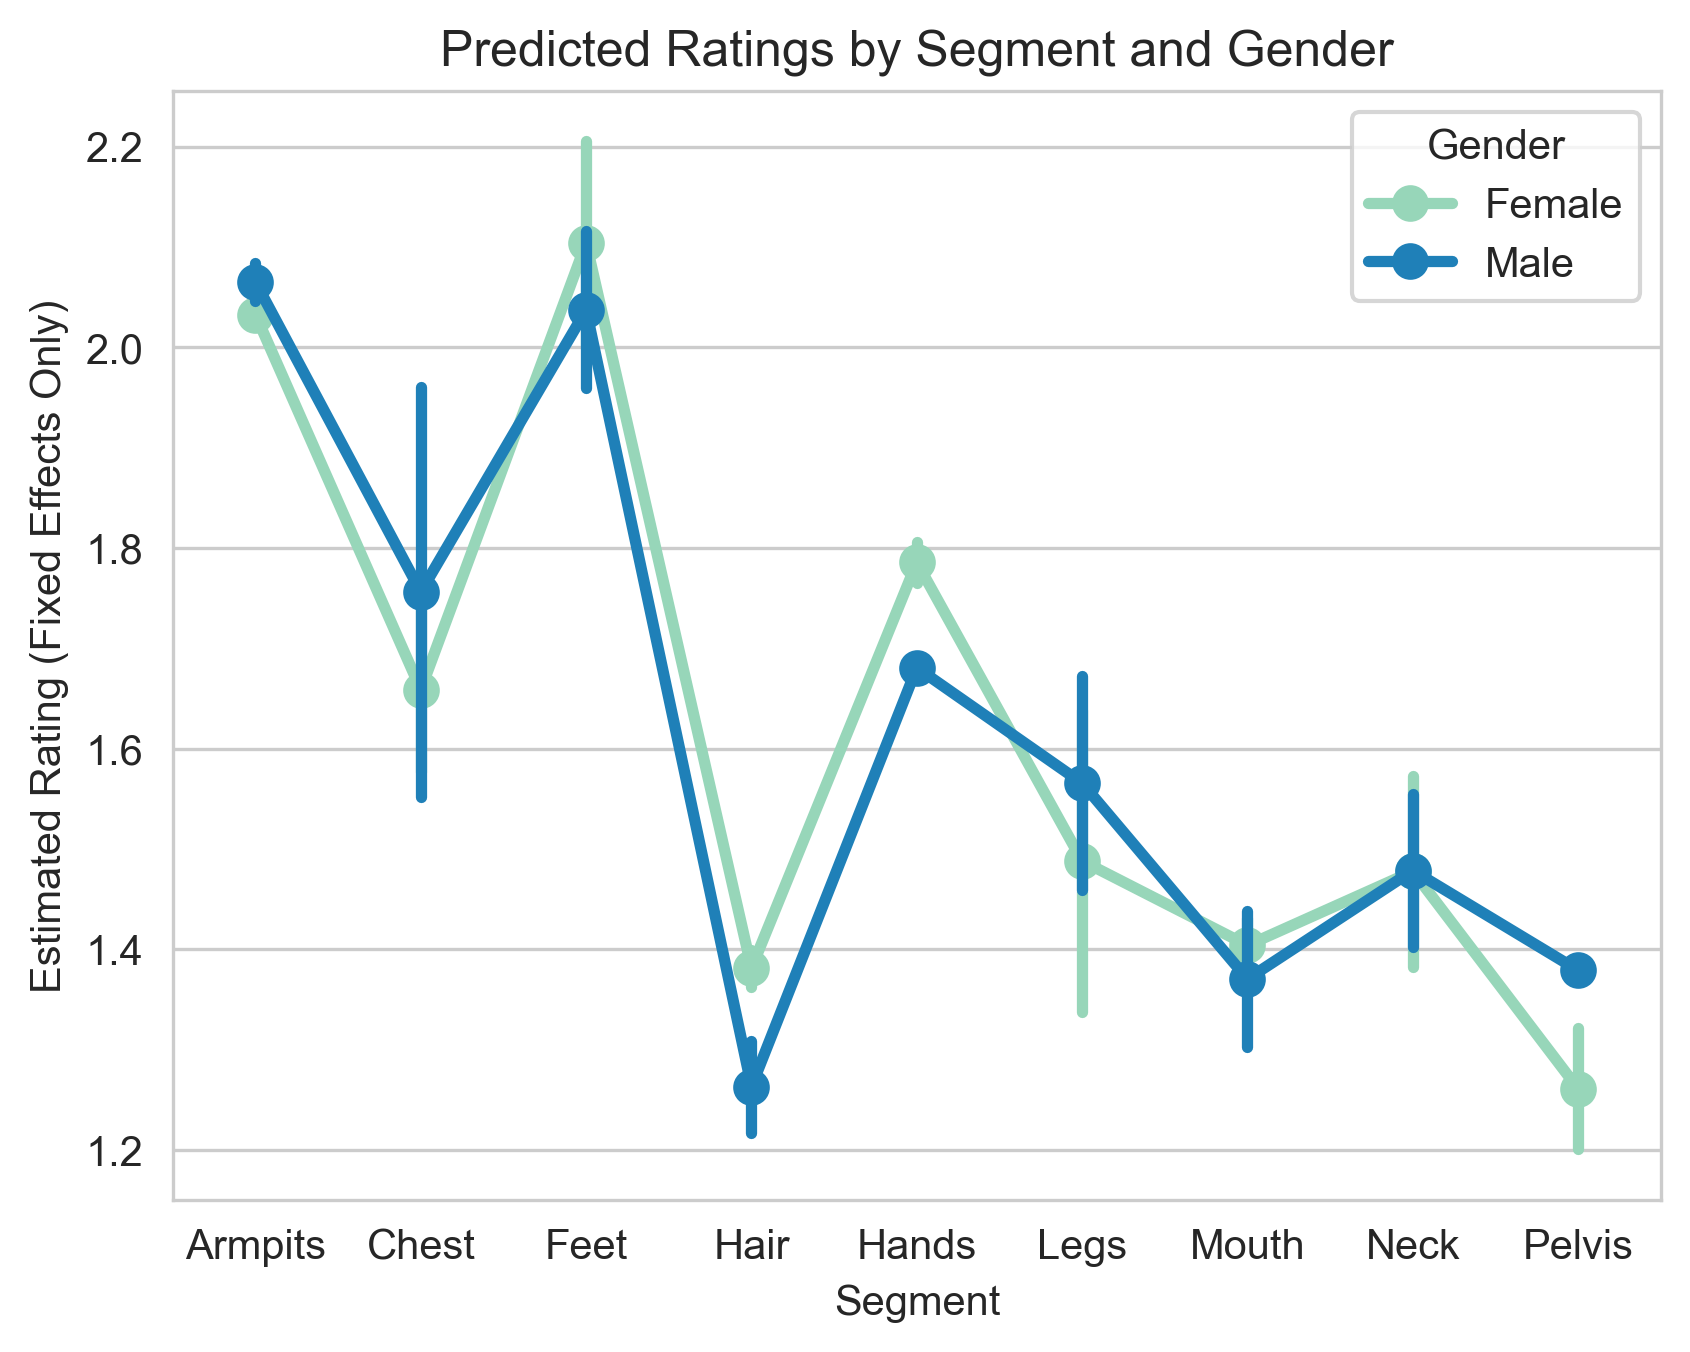 Predicted Ratings by Segment and Gender
Estimated Rating (Fixed Effects Only)
2.2
2.0
1.8
1.6
1.4
1.2
Gender
Female
Male
Armpits Chest Feet Hair Hands Legs Mouth Neck Pelvis
Segment